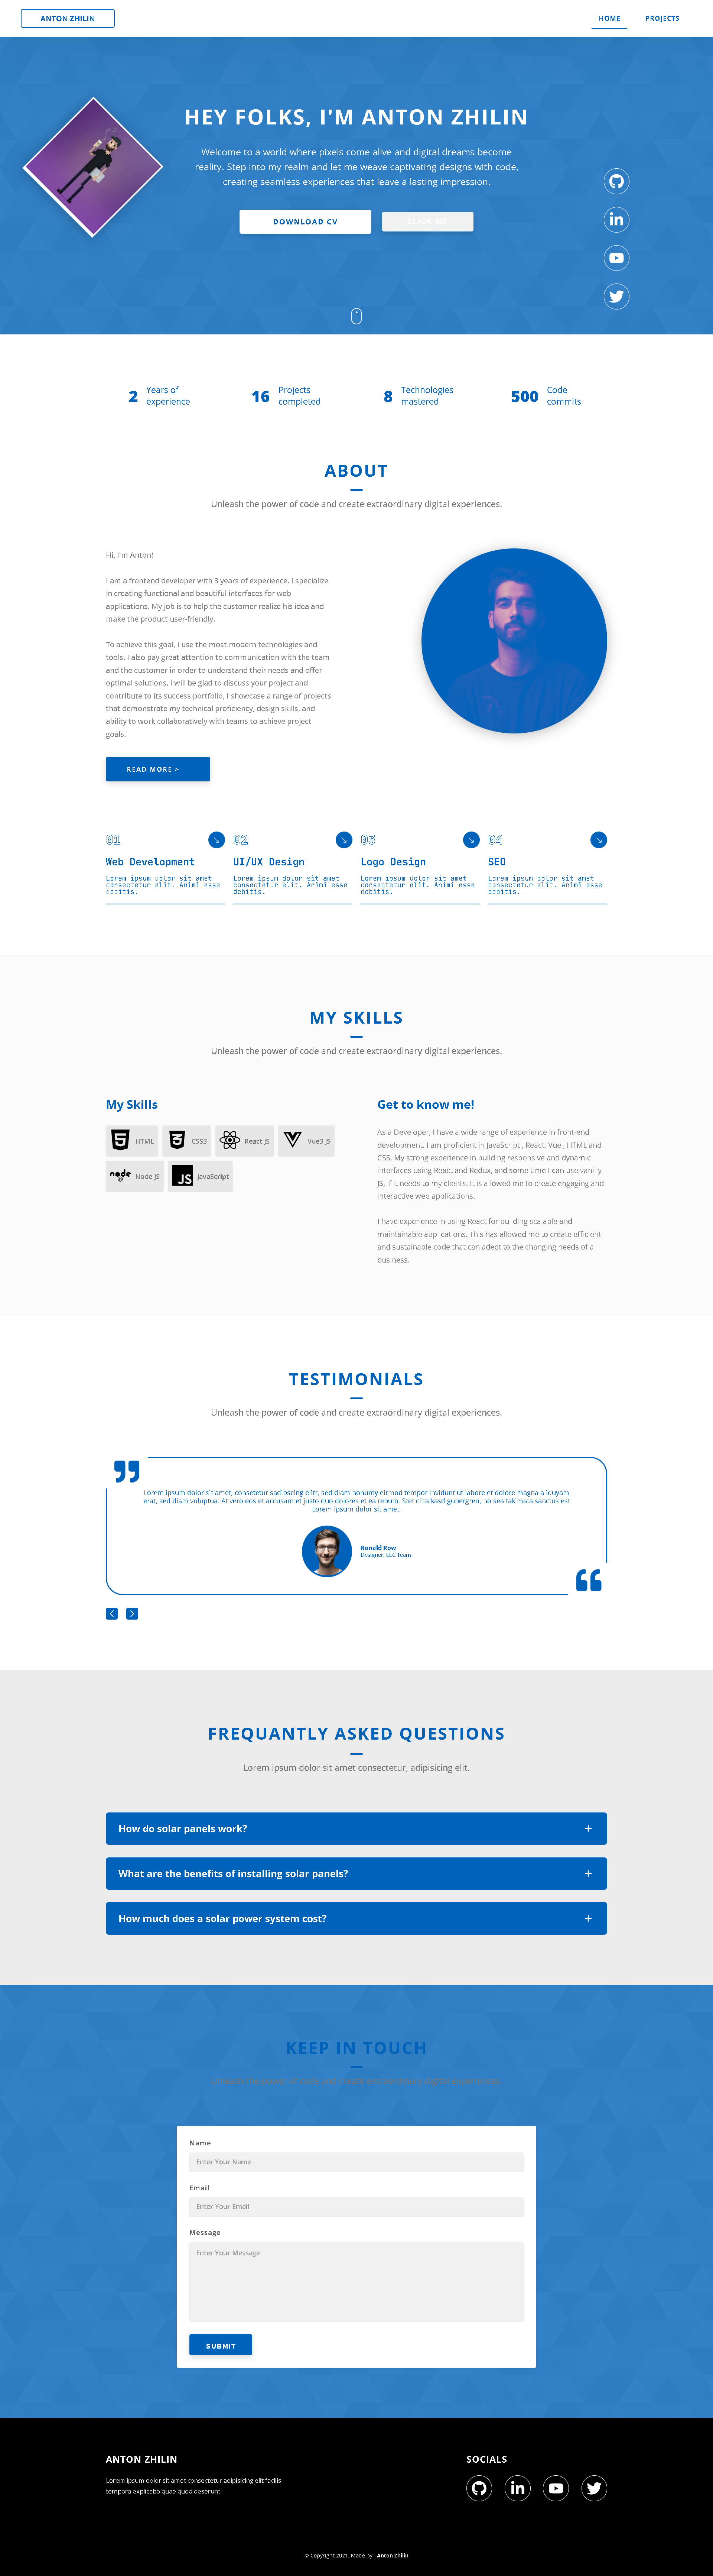 ANTON ZHILIN
HOME
PROJECTS
HEY FOLKS, I'M ANTON ZHILIN
Welcome to a world where pixels come alive and digital dreams become
reality. Step into my realm and let me weave captivating designs with code,
creating seamless experiences that leave a lasting impression.
DOWNLOAD CV
CLICK ME
2
Years of
experience
16
Projects
completed
8
Technologies
mastered
500
Code
commits
ABOUT
Unleash the power of code and create extraordinary digital experiences.
Hi, I'm Anton!
I am a frontend developer with 3 years of experience. I specialize
in creating functional and beautiful interfaces for web
applications. My job is to help the customer realize his idea and
make the product user-friendly.
To achieve this goal, I use the most modern technologies and
tools. I also pay great attention to communication with the team
and the customer in order to understand their needs and offer
optimal solutions. I will be glad to discuss your project and
contribute to its success.portfolio, I showcase a range of projects
that demonstrate my technical proficiency, design skills, and
ability to work collaboratively with teams to achieve project
goals.
READ MORE >
01
Web Development
Lorem ipsum dolor sit amet
consectetur elit. Animi esse
debitis.
02
UI/UX Design
Lorem ipsum dolor sit amet
consectetur elit. Animi esse
debitis.
03
Logo Design
Lorem ipsum dolor sit amet
consectetur elit. Animi esse
debitis.
04
SEO
Lorem ipsum dolor sit amet
consectetur elit. Animi esse
debitis.
MY SKILLS
Unleash the power of code and create extraordinary digital experiences.
My Skills
HTML
CSS3
React JS
Vue3 JS
node
Node JS
JS
JavaScript
Get to know me!
As a Developer, I have a wide range of experience in front-end
development. I am proficient in JavaScript , React, Vue , HTML and
CSS. My strong experience in building responsive and dynamic
interfaces using React and Redux, and some time I can use vanilly
JS, if it needs to my clients. It is allowed me to create engaging and
interactive web applications.
I have experience in using React for building scalable and
maintainable applications. This has allowed me to create efficient
and sustainable code that can adept to the changing needs of a
business.
TESTIMONIALS
Unleash the power of code and create extraordinary digital experiences.
Lorem ipsum dolor sit amet, consetetur sadipscing elitr, sed diam nonumy eirmod tempor invidunt ut labore et dolore magna aliquyam
erat, sed diam voluptua. At vero eos et accusam et justo duo dolores et ea rebum. Stet clita kasd gubergren, no sea takimata sanctus est
Lorem ipsum dolor sit amet.
Ronald Row
Designer, LLC Team
FREQUANTLY ASKED QUESTIONS
Lorem ipsum dolor sit amet consectetur, adipisicing elit.
How do solar panels work?
+
What are the benefits of installing solar panels?
+
How much does a solar power system cost?
+
KEEP IN TOUCH
Unleash the power of code and create extraordinary digital experiences.
Name
Enter Your Name
Email
Enter Your Email
Message
Enter Your Message
SUBMIT
ANTON ZHILIN
Lorem ipsum dolor sit amet consectetur adipisicing elit facilis
tempora explicabo quae quod deserunt
SOCIALS
© Copyright 2021. Made by Anton Zhilin